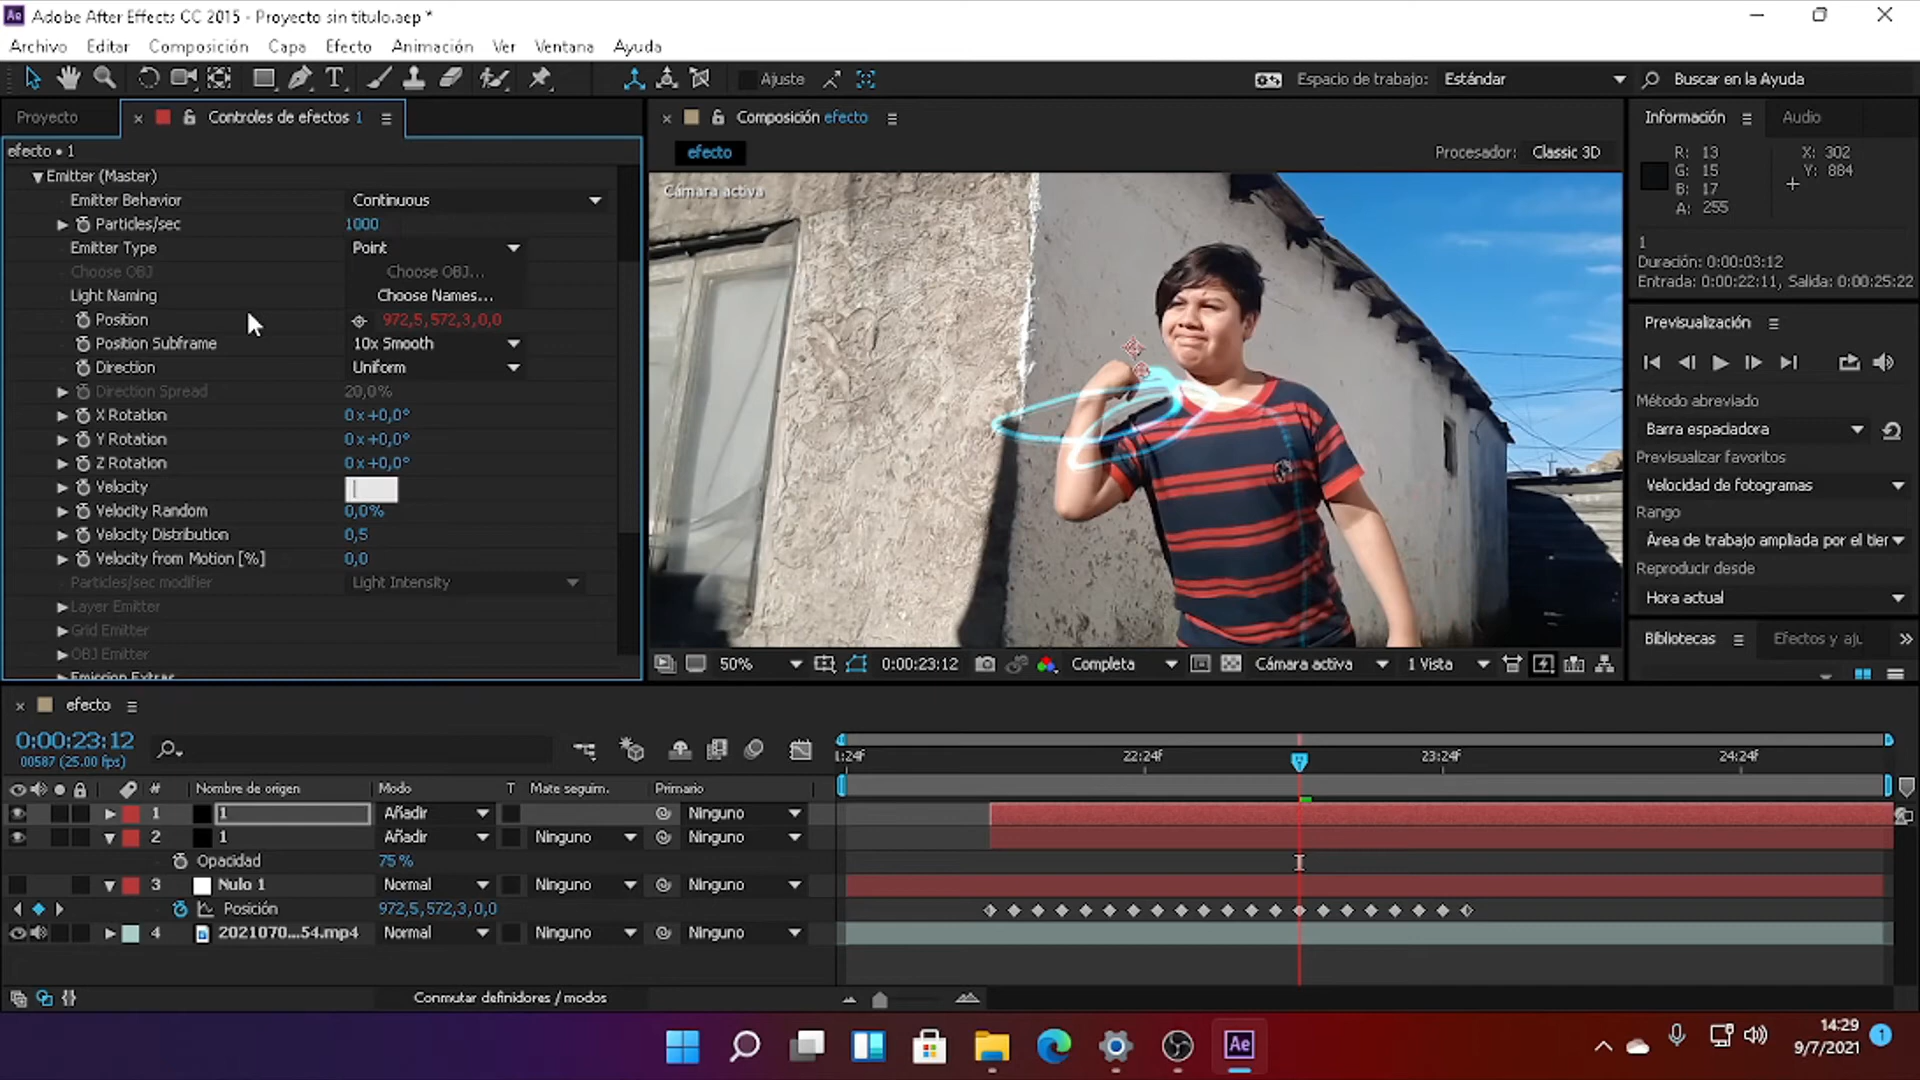 Adobe After Effects CC 2015 - Proyecto sin título.aep *
Archivo Editar Composición Capa Efecto Animación Ver Ventana Ayuda
Ajuste
Espacio de trabajo: Estándar
Buscar en la Ayuda
Proyecto
Controles de efectos 1
efecto • 1
Emitter (Master)
Emitter Behavior Continuous
Particles/sec 1000
Emitter Type Point
Choose OBJ Choose OBJ...
Light Naming Choose Names...
Position 972,5,572,3,0,0
Position Subframe 10x Smooth
Direction Uniform
Direction Spread 20,0%
X Rotation 0x+0,0°
Y Rotation 0x+0,0°
Z Rotation 0x+0,0°
Velocity
Velocity Random 0,0%
Velocity Distribution 0,5
Velocity from Motion [%] 0,0
Particles/sec modifier Light Intensity
Layer Emitter
Grid Emitter
OBJ Emitter
Emission Extras
Composición efecto
efecto
Procesador: Classic 3D
Cámara activa
50% 0:00:23:12 Completa Cámara activa 1 Vista
Información Audio
R: 13 X: 302
G: 15 Y: 884
B: 17
A: 255
1
Duración: 0:00:03:12
Entrada: 0:00:22:11, Salida: 0:00:25:22
Previsualización
Método abreviado
Barra espaciadora
Previsualizar favoritos
Velocidad de fotogramas
Rango
Área de trabajo ampliada por el tier
Reproducir desde
Hora actual
Bibliotecas Efectos y aju
efecto
0:00:23:12
00587 (25.00 fps)
# Nombre de origen Modo T Mate seguim. Primario
1 1 Añadir Ninguno
2 1 Añadir Ninguno Ninguno
Opacidad 75%
3 Nulo 1 Normal Ninguno Ninguno
Posición 972,5,572,3,0,0
4 2021070...54.mp4 Normal Ninguno Ninguno
1:24f 22:24f 23:24f 24:24f
Conmutar definidores / modos
Ae
14:29
9/7/2021
1